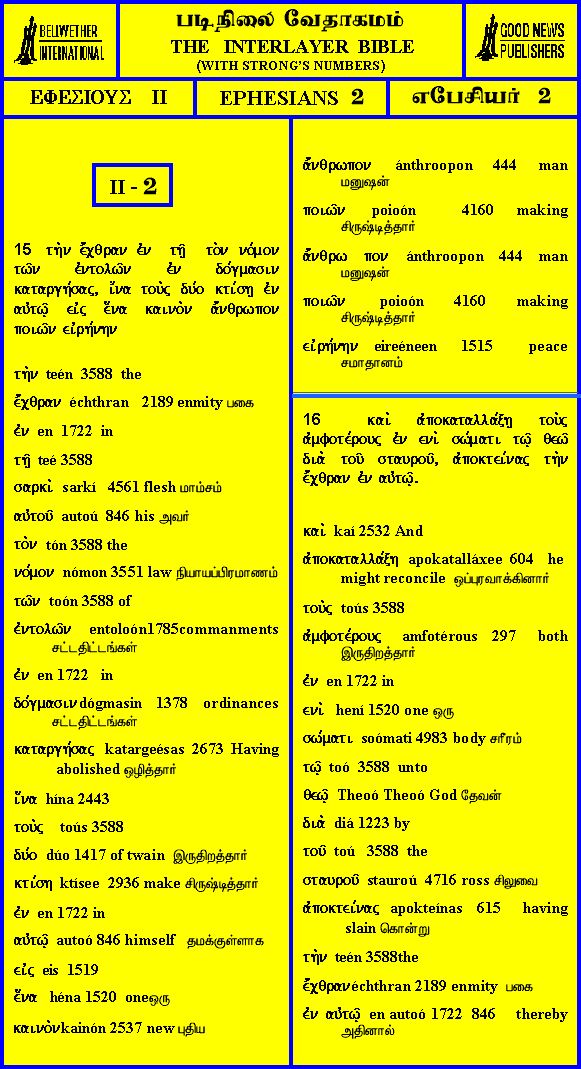 BELIWETHER
INTERNATIONAL
படிநிலை வேதாகமம்
THE INTERLAYER BIBLE
(WITH STRONG'S NUMBERS)
GOOD NEWS
PUBLISHERS
ΕΦΕΣΙΟΥΣ II
EPHESIANS 2
எபேசியர் 2
II - 2
15 τὴν ἔχθραν ἐν τῇ τὸν νόμον
τῶν ἐντολῶν ἐν δόγμασιν
καταργήσας, ἵνα τοὺς δύο κτίσῃ ἐν
αὐτῷ εἰς ἕνα καινὸν ἄνθρωπον
ποιῶν εἰρήνην
τὴν teén 3588 the
ἔχθραν échthran 2189 enmity பகை
ἐν en 1722 in
τῇ teé 3588
σαρκὶ sarkí 4561 flesh மாம்சம்
αὐτοῦ autoú 846 his அவர்
τὸν tón 3588 the
νόμον nómon 3551 law நியாயப்பிரமாணம்
τῶν toón 3588 of
ἐντολῶν entoloón1785commanments
சட்டதிட்டங்கள்
ἐν en 1722 in
δόγμασιν dógmasin 1378 ordinances
சட்டதிட்டங்கள்
καταργήσας katargeésas 2673 Having
abolished ஒழித்தார்
ἵνα hína 2443
τοὺς toús 3588
δύο dúo 1417 of twain இருதிறத்தார்
κτίση ktísee 2936 make சிருஷ்டித்தார்
ἐν en 1722 in
αὐτῷ autoó 846 himself தமக்குள்ளாக
εἰς eis 1519
ἕνα héna 1520 oneஒரு
καινὸν kainón 2537 new புதிய
ἄνθρωπον ánthroopon 444 man
மனுஷன்
ποιῶν poioón 4160 making
சிருஷ்டித்தார்
ἄνθρω πον ánthroopon 444 man
மனுஷன்
ποιῶν poioón 4160 making
சிருஷ்டித்தார்
εἰρήνην eireéneen 1515 peace
சமாதானம்
16 καὶ ἀποκαταλλάξῃ τοὺς
ἀμφοτέρους ἐν ενὶ σώματι τῷ θεῷ
διὰ τοῦ σταυροῦ, ἀποκτείνας τὴν
ἔχθραν ἐν αὐτῷ.
καὶ kaí 2532 And
ἀποκαταλλάξη apokatalláxee 604 he
might reconcile ஒப்புரவாக்கினார்
τοὺς toús 3588
ἀμφοτέρους amfotérous 297 both
இருதிறத்தார்
ἐν en 1722 in
ενὶ hení 1520 one ஒரு
σώματι soómati 4983 body சரீரம்
τῷ toó 3588 unto
θεῷ Theoó Theoó God தேவன்
διὰ diá 1223 by
τοῦ toú 3588 the
σταυροῦ stauroú 4716 ross சிலுவை
ἀποκτείνας apokteínas 615 having
slain கொன்று
τὴν teén 3588the
ἔχθραν échthran 2189 enmity பகை
ἐν αὐτῷ en autoó 1722 846 thereby
அதினால்